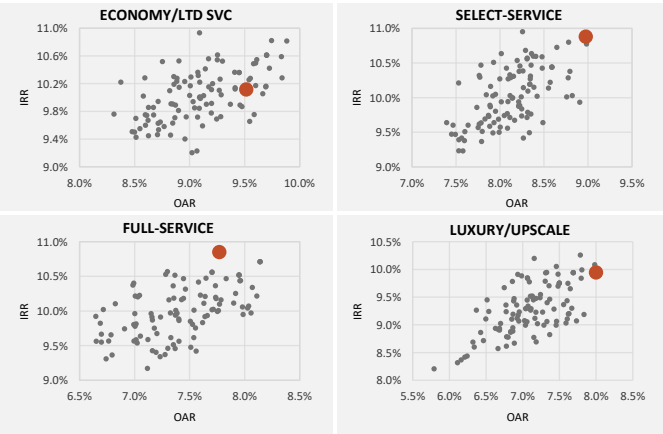 ECONOMY/LTD SVC
11.0%
10.6%
10.2%
9.8%
9.4%
9.0%
IRR
8.0% 8.5% 9.0% 9.5% 10.0%
OAR
SELECT-SERVICE
11.0%
10.5%
10.0%
9.5%
9.0%
IRR
7.0% 7.5% 8.0% 8.5% 9.0% 9.5%
OAR
FULL-SERVICE
11.0%
10.5%
10.0%
9.5%
9.0%
IRR
6.5% 7.0% 7.5% 8.0% 8.5%
OAR
LUXURY/UPSCALE
10.5%
10.0%
9.5%
9.0%
8.5%
8.0%
IRR
5.5% 6.0% 6.5% 7.0% 7.5% 8.0% 8.5%
OAR